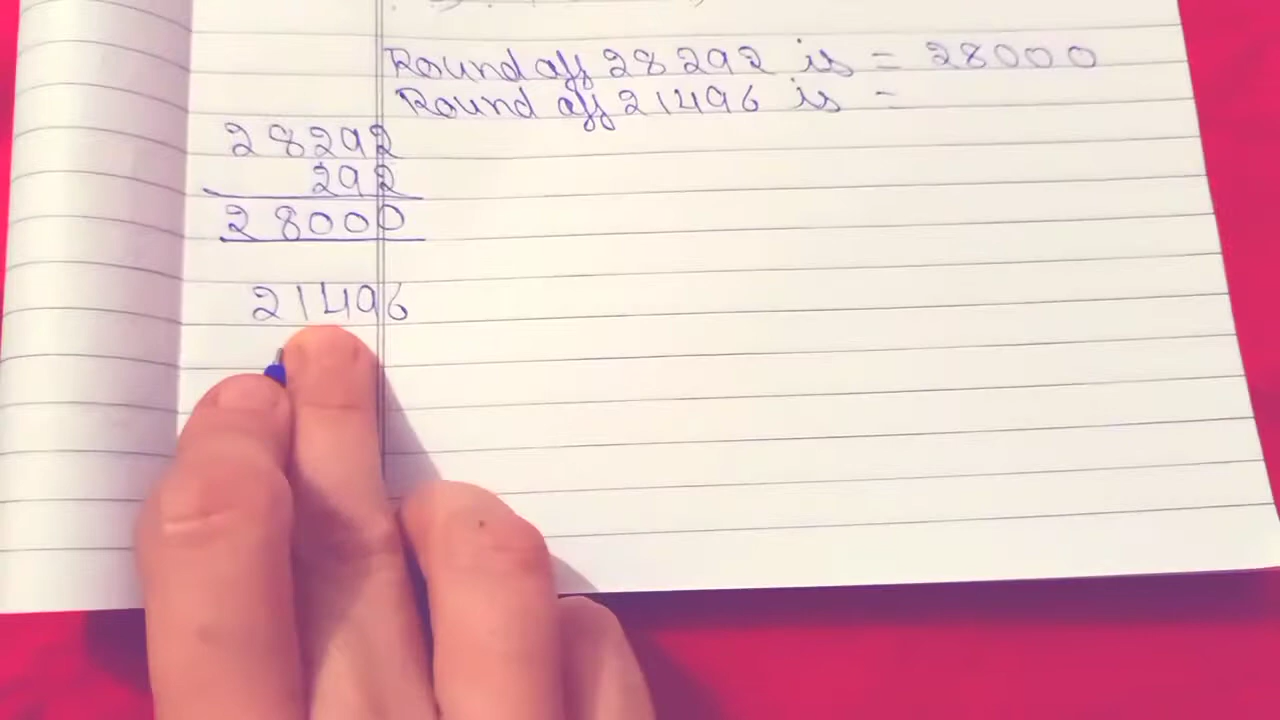 Round off 28292 is = 28000
Round off 21496 is =
28292
292
28000
21496